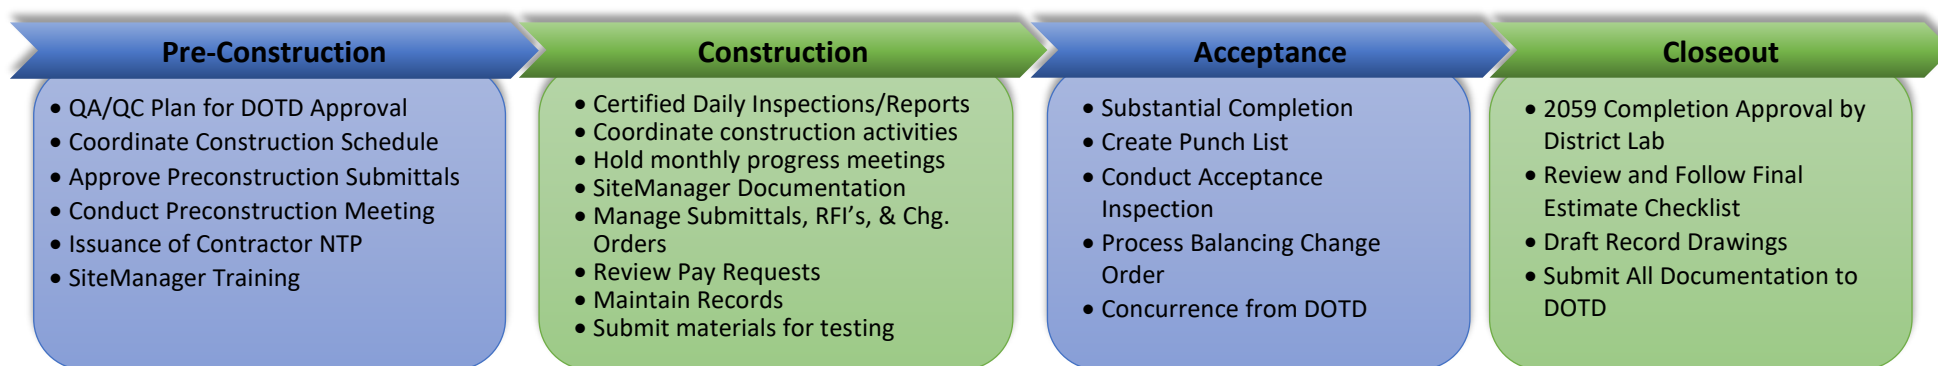 Pre-Construction
• QA/QC Plan for DOTD Approval
• Coordinate Construction Schedule
• Approve Preconstruction Submittals
• Conduct Preconstruction Meeting
• Issuance of Contractor NTP
• SiteManager Training
Construction
• Certified Daily Inspections/Reports
• Coordinate construction activities
• Hold monthly progress meetings
• SiteManager Documentation
• Manage Submittals, RFI's, & Chg.
Orders
• Review Pay Requests
• Maintain Records
• Submit materials for testing
Acceptance
• Substantial Completion
• Create Punch List
• Conduct Acceptance
Inspection
• Process Balancing Change
Order
• Concurrence from DOTD
Closeout
• 2059 Completion Approval by
District Lab
• Review and Follow Final
Estimate Checklist
• Draft Record Drawings
• Submit All Documentation to
DOTD